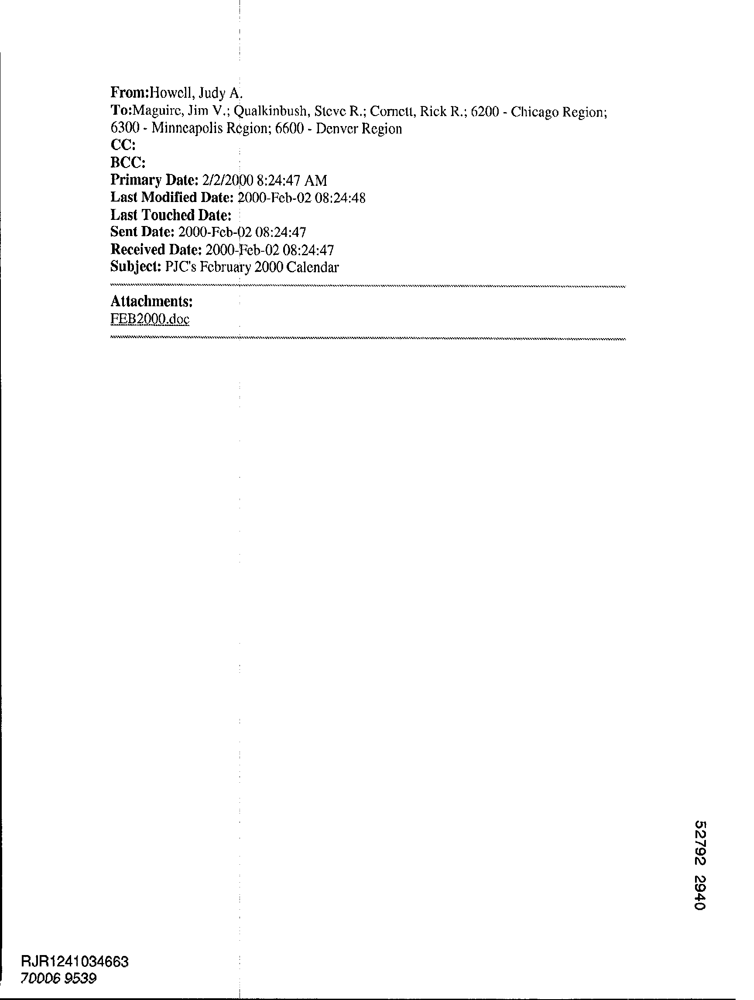 From:Howell, Judy A.
To:Maguire, Jim V.; Qualkinbush, Steve R.; Cornett, Rick R.; 6200 - Chicago Region;
6300 - Minneapolis Region; 6600 - Denver Region
CC:
BCC:
Primary Date: 2/2/2000 8:24:47 AM
Last Modified Date: 2000-Feb-02 08:24:48
Last Touched Date:
Sent Date: 2000-Feb-02 08:24:47
Received Date: 2000-Feb-02 08:24:47
Subject: PJC's February 2000 Calendar
Attachments:
FEB2000.doc
52792 2940
RJR1241034663
70006 9539